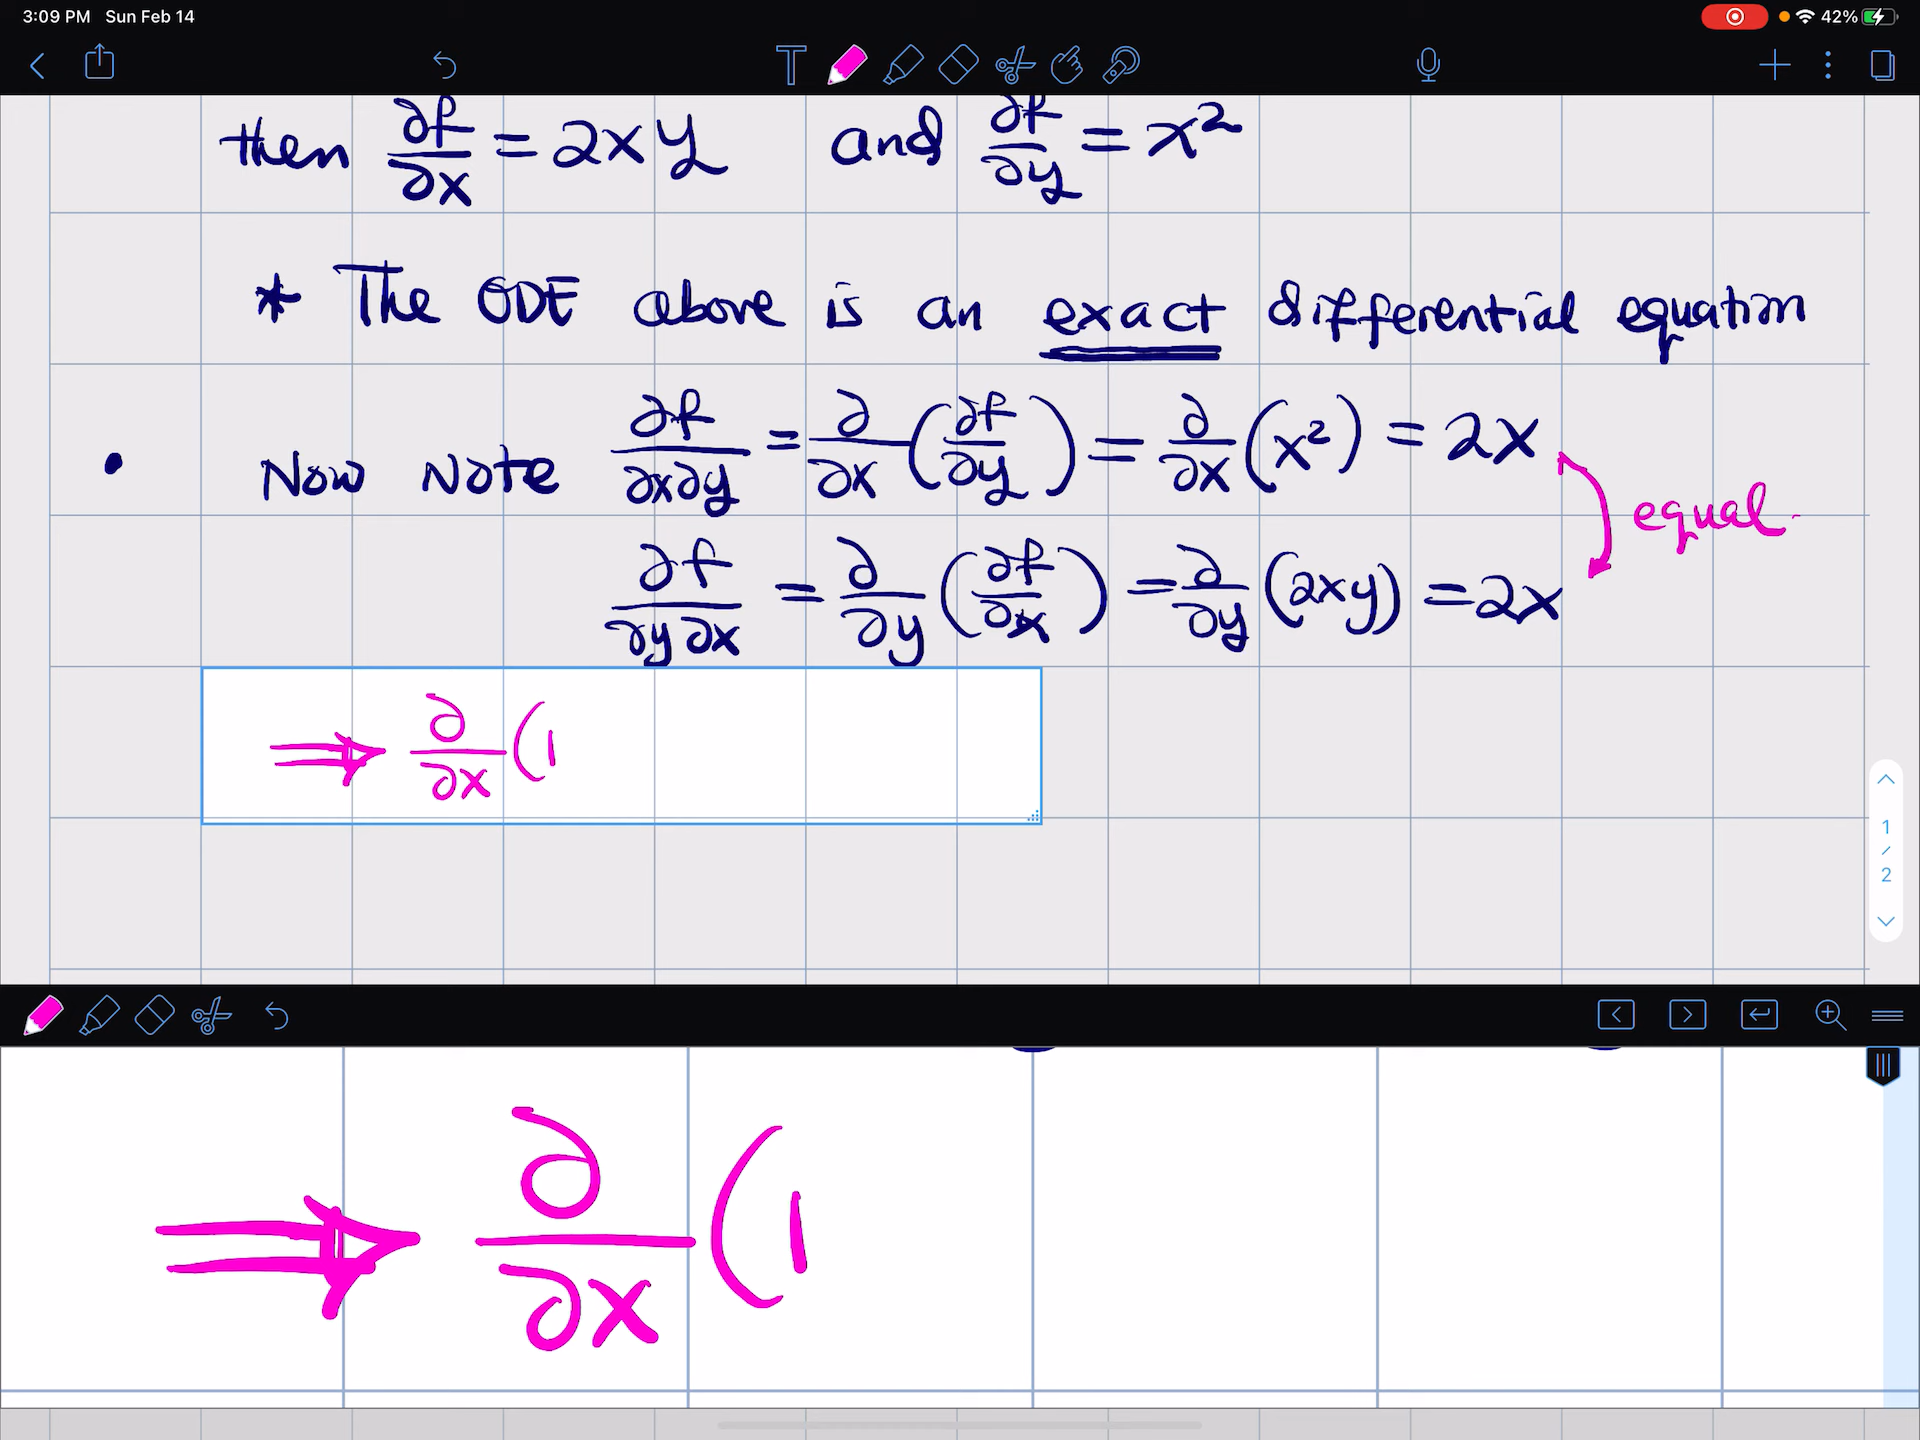 3:09 PM Sun Feb 14
42%
T
then ∂f/∂x = 2xy and ∂f/∂y = x²
* The ODE above is an exact differential equation
• Now Note ∂f/∂x∂y = ∂/∂x (∂f/∂y) = ∂/∂x (x²) = 2x
equal.
∂f/∂y∂x = ∂/∂y (∂f/∂x) = ∂/∂y (2xy) = 2x
⇒ ∂/∂x (1
1 / 2
⇒ ∂/∂x (1